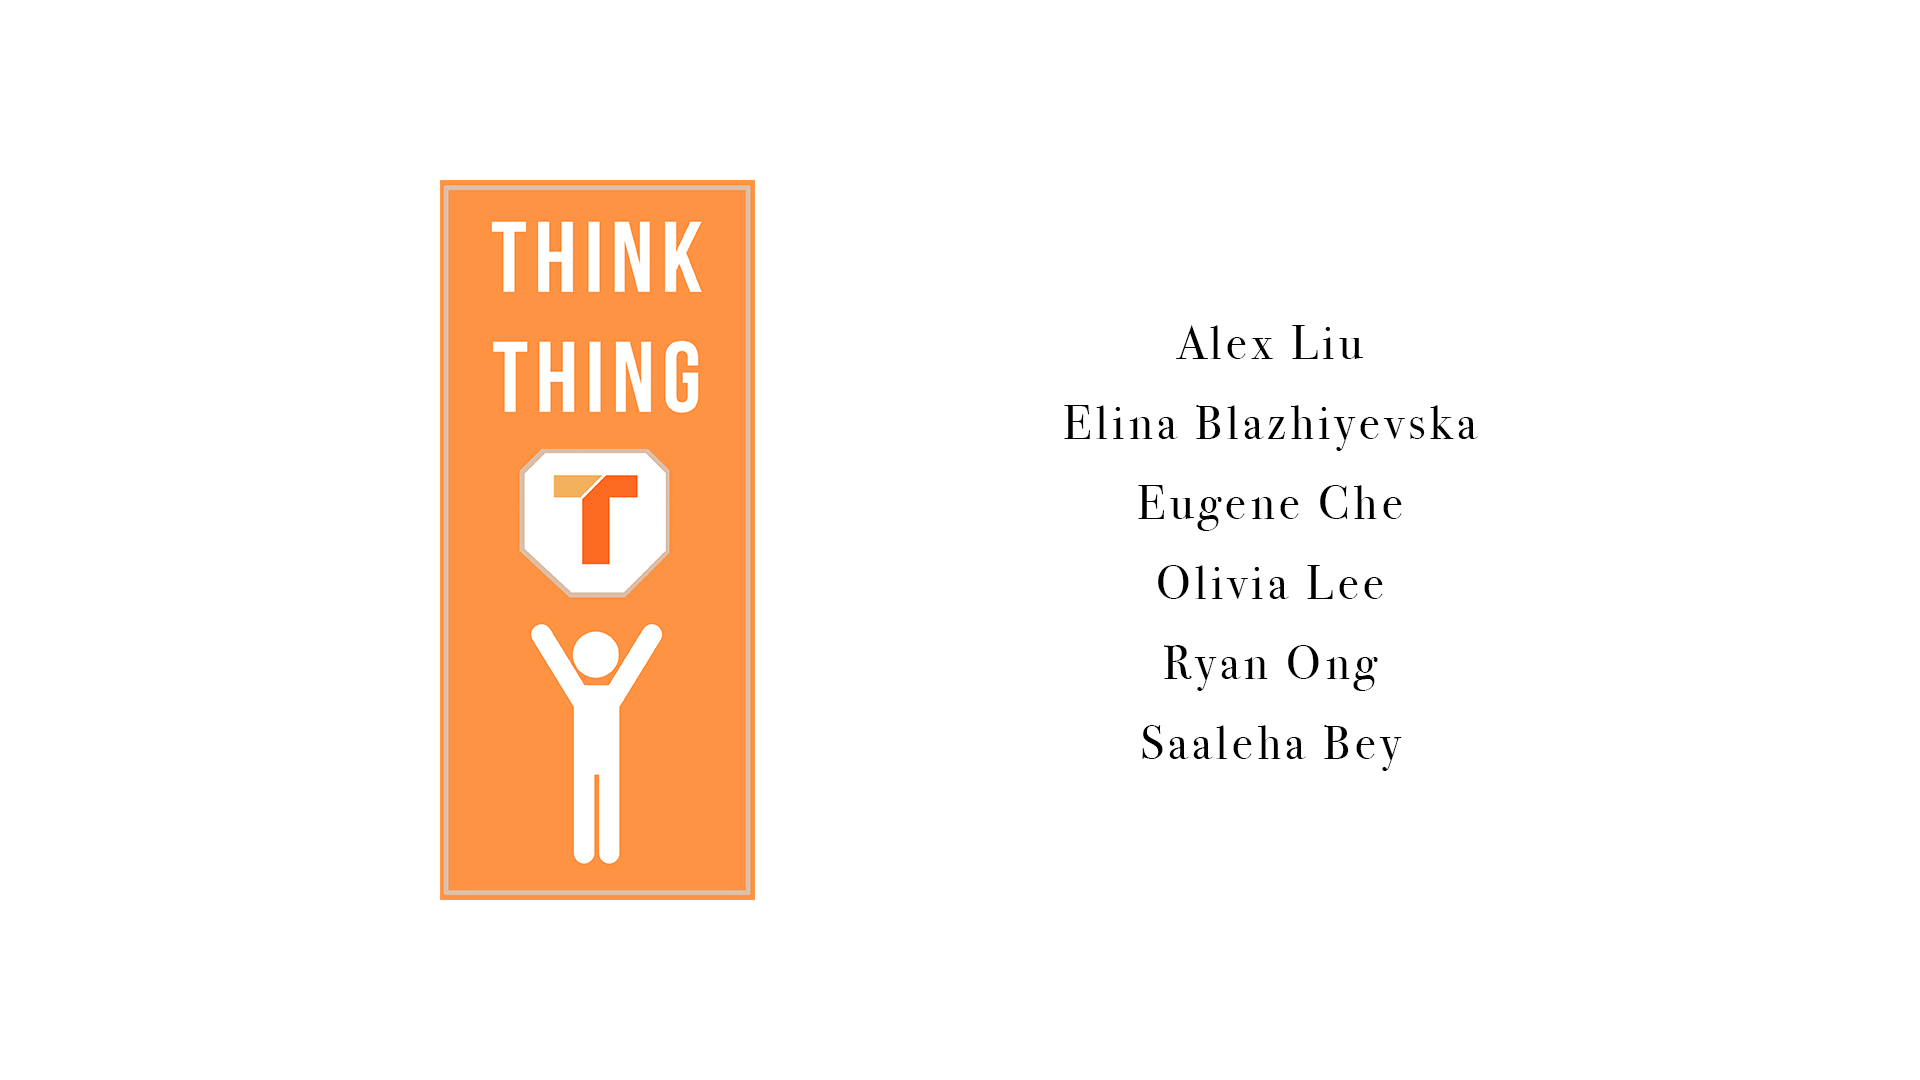 THINK
THING
T
Alex Liu
Elina Blazhiyevska
Eugene Che
Olivia Lee
Ryan Ong
Saaleha Bey